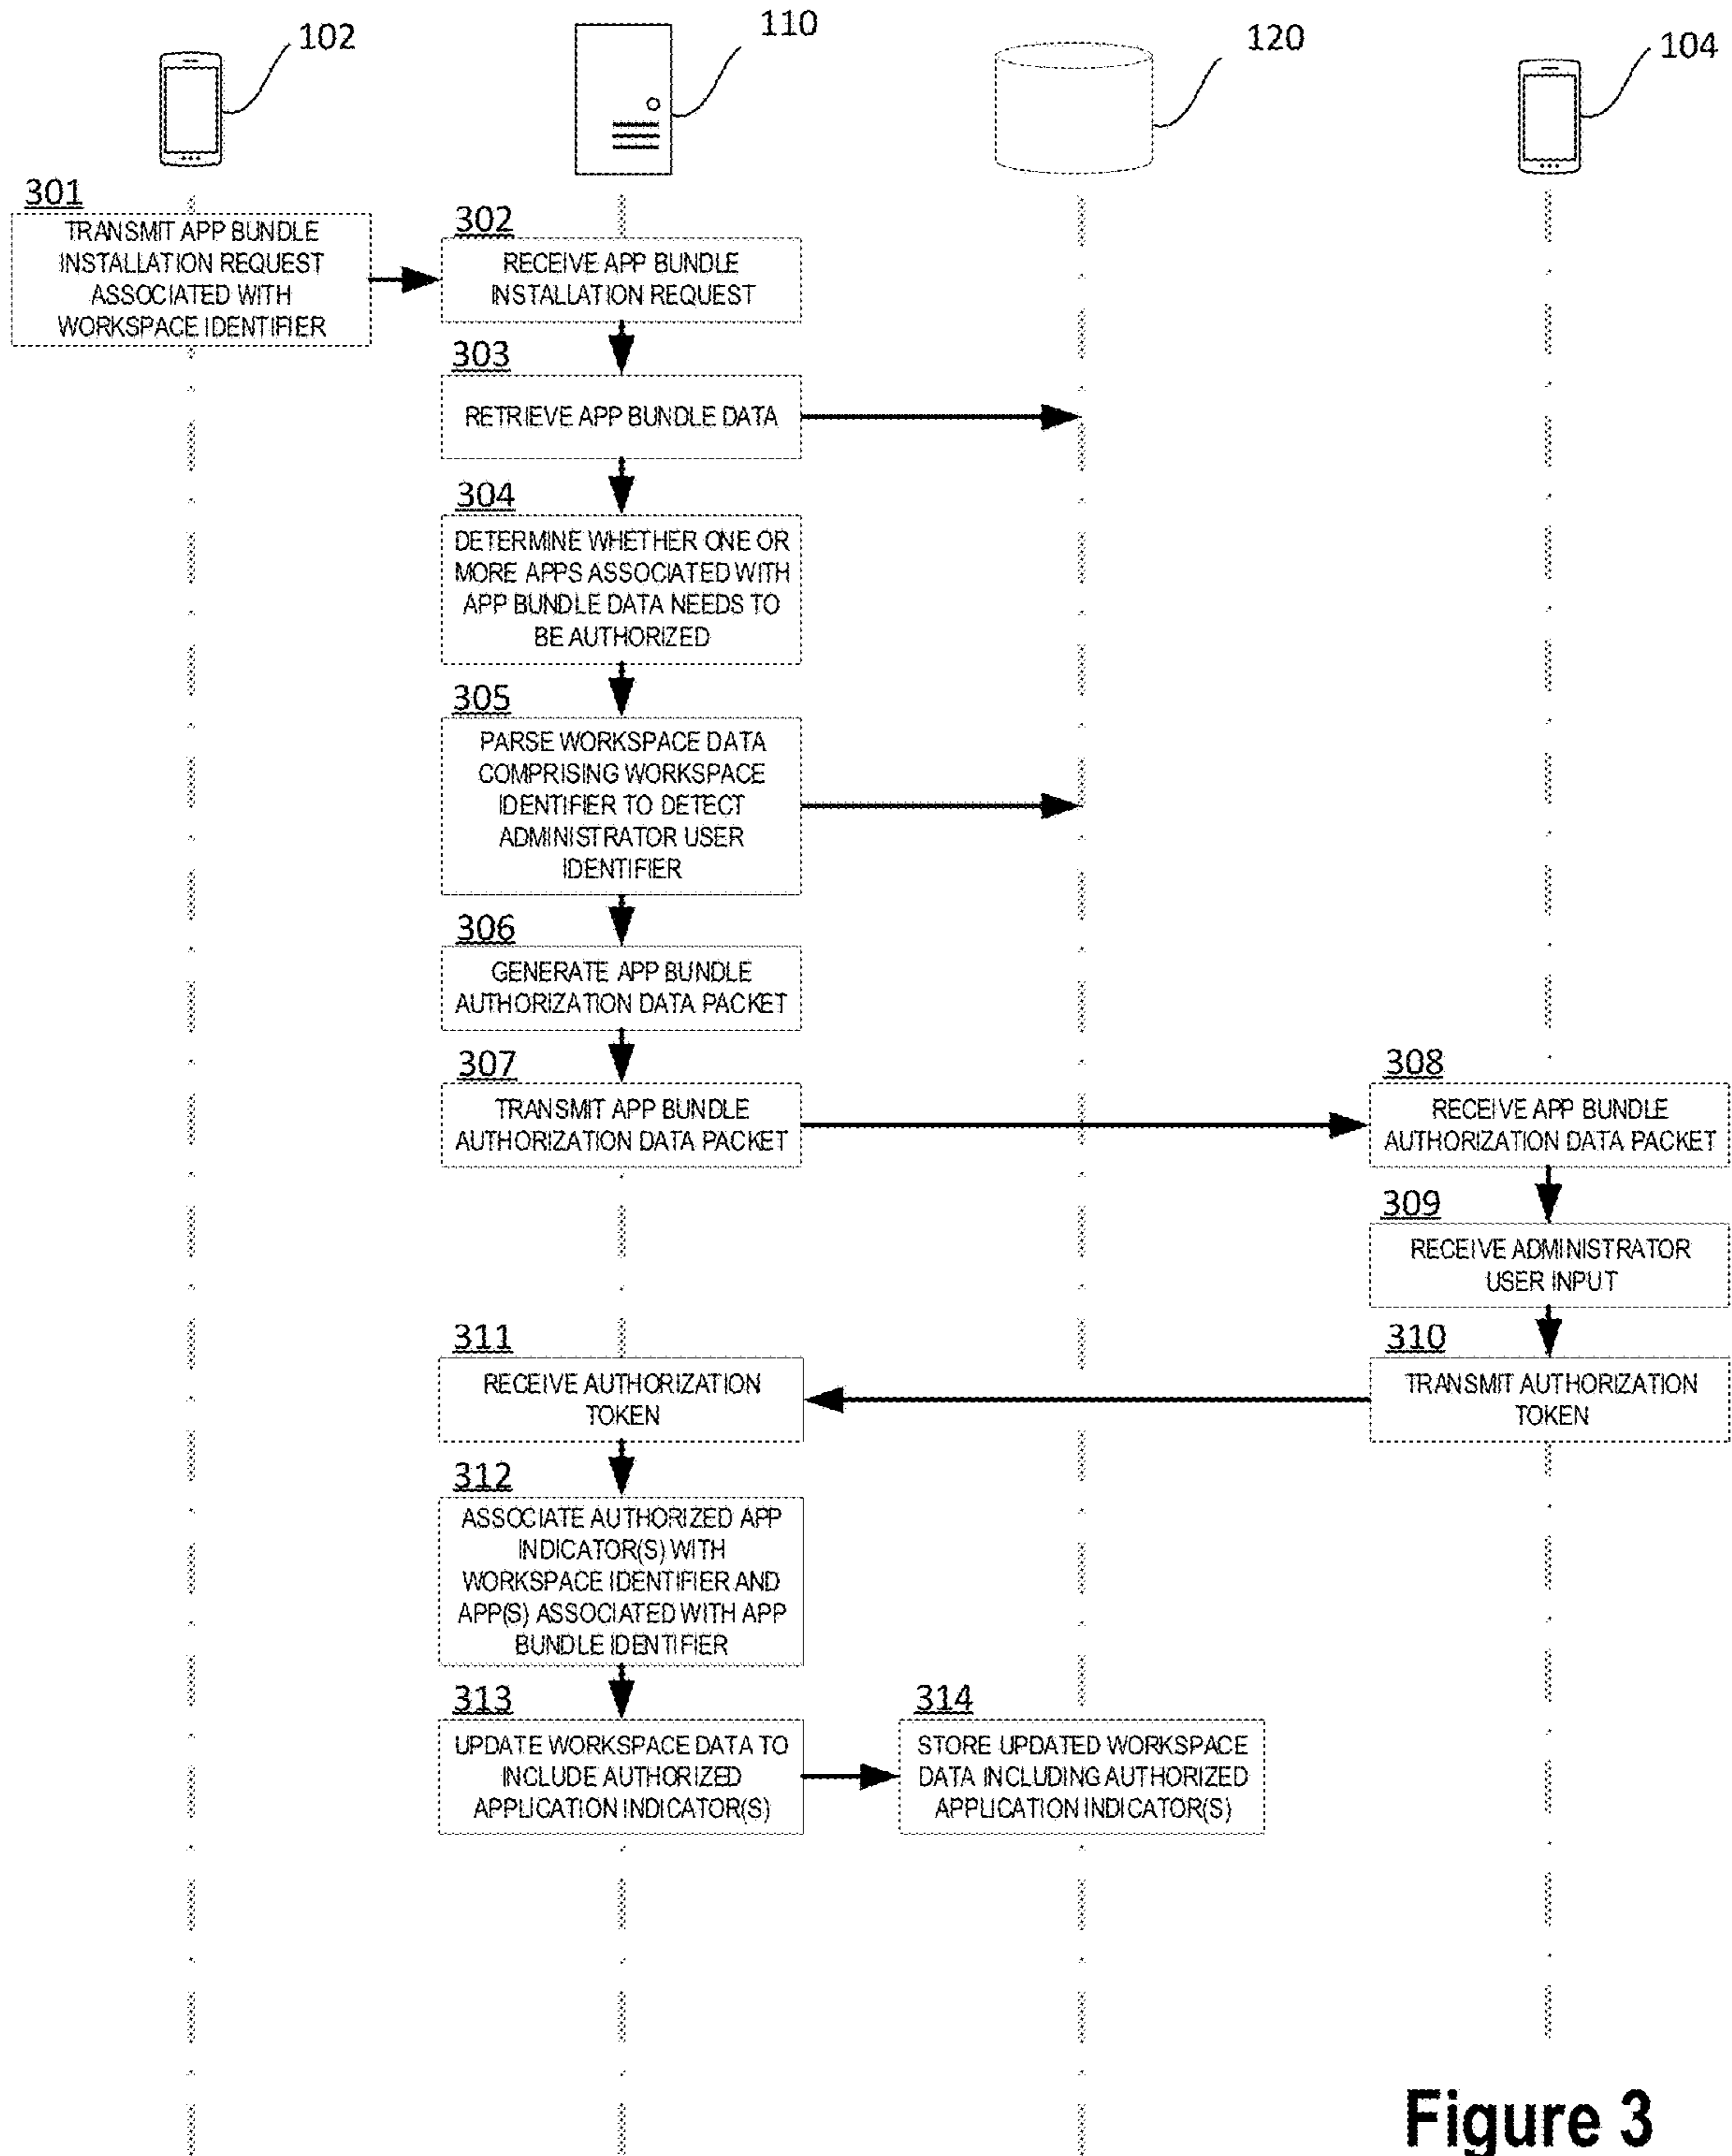 102
110
120
104
301
TRANSMIT APP BUNDLE
INSTALLATION REQUEST
ASSOCIATED WITH
WORKSPACE IDENTIFIER
302
RECEIVE APP BUNDLE
INSTALLATION REQUEST
303
RETRIEVE APP BUNDLE DATA
304
DETERMINE WHETHER ONE OR
MORE APPS ASSOCIATED WITH
APP BUNDLE DATA NEEDS TO
BE AUTHORIZED
305
PARSE WORKSPACE DATA
COMPRISING WORKSPACE
IDENTIFIER TO DETECT
ADMINISTRATOR USER
IDENTIFIER
306
GENERATE APP BUNDLE
AUTHORIZATION DATA PACKET
307
TRANSMIT APP BUNDLE
AUTHORIZATION DATA PACKET
308
RECEIVE APP BUNDLE
AUTHORIZATION DATA PACKET
309
RECEIVE ADMINISTRATOR
USER INPUT
310
TRANSMIT AUTHORIZATION
TOKEN
311
RECEIVE AUTHORIZATION
TOKEN
312
ASSOCIATE AUTHORIZED APP
INDICATOR(S) WITH
WORKSPACE IDENTIFIER AND
APP(S) ASSOCIATED WITH APP
BUNDLE IDENTIFIER
313
UPDATE WORKSPACE DATA TO
INCLUDE AUTHORIZED
APPLICATION INDICATOR(S)
314
STORE UPDATED WORKSPACE
DATA INCLUDING AUTHORIZED
APPLICATION INDICATOR(S)
Figure 3